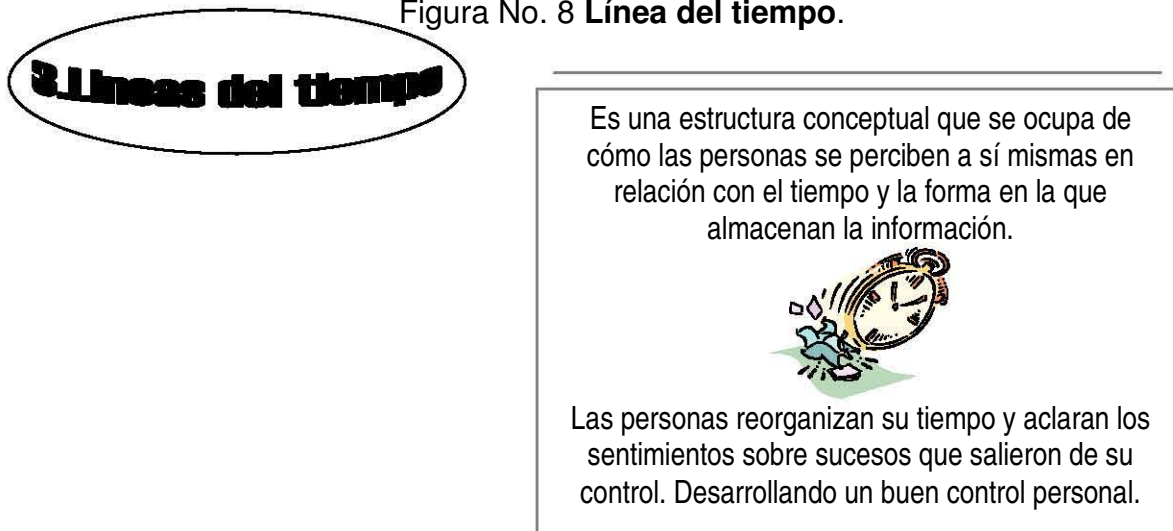 Figura No. 8 Línea del tiempo.
3.Lineas del tiempo
Es una estructura conceptual que se ocupa de
cómo las personas se perciben a sí mismas en
relación con el tiempo y la forma en la que
almacenan la información.
Las personas reorganizan su tiempo y aclaran los
sentimientos sobre sucesos que salieron de su
control. Desarrollando un buen control personal.